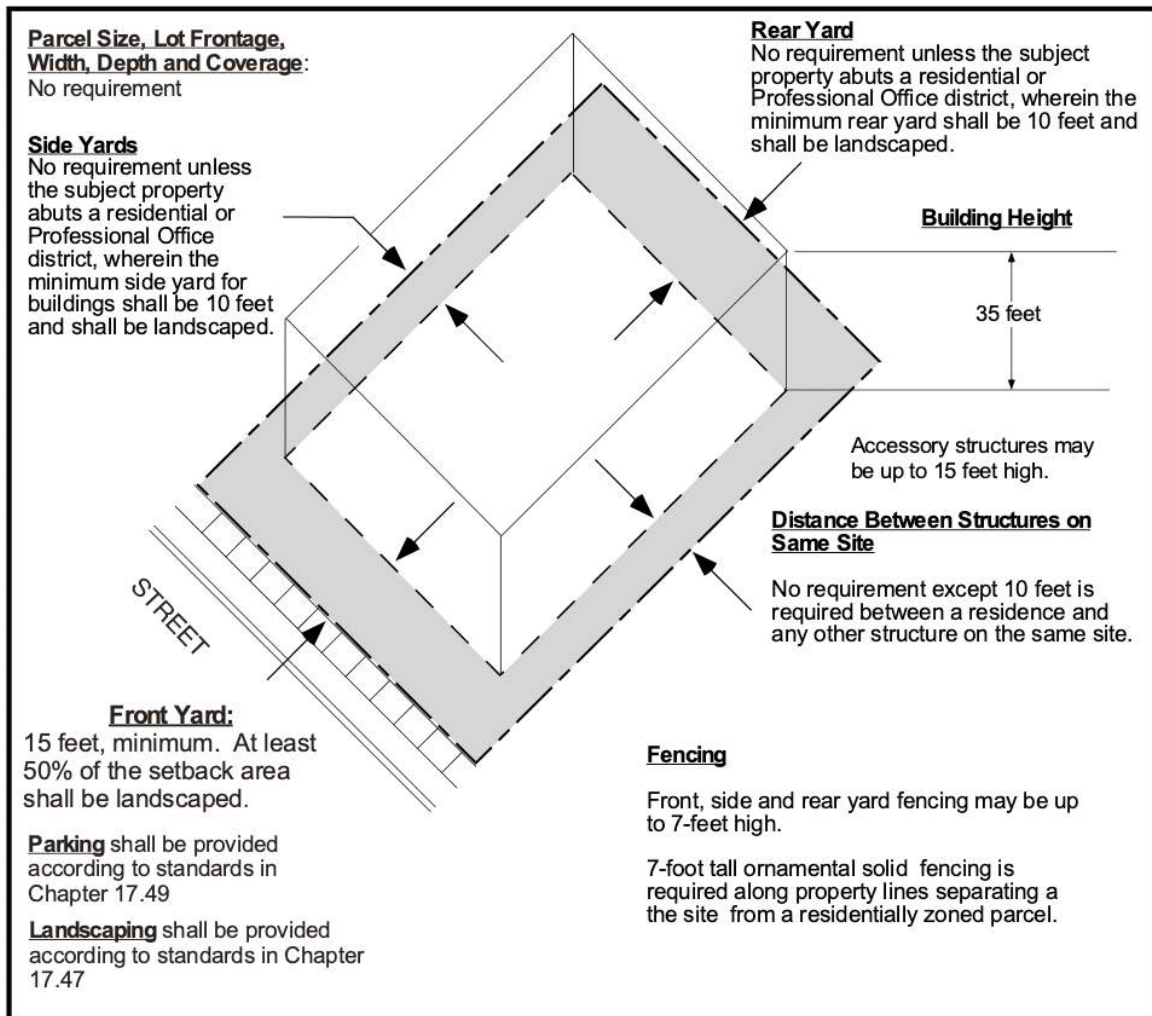 Parcel Size, Lot Frontage,
Width, Depth and Coverage:
No requirement
Side Yards
No requirement unless
the subject property
abuts a residential or
Professional Office
district, wherein the
minimum side yard for
buildings shall be 10 feet
and shall be landscaped.
Rear Yard
No requirement unless the subject
property abuts a residential or
Professional Office district, wherein the
minimum rear yard shall be 10 feet and
shall be landscaped.
Building Height
35 feet
Accessory structures may
be up to 15 feet high.
Distance Between Structures on
Same Site
No requirement except 10 feet is
required between a residence and
any other structure on the same site.
STREET
Front Yard:
15 feet, minimum. At least
50% of the setback area
shall be landscaped.
Parking shall be provided
according to standards in
Chapter 17.49
Landscaping shall be provided
according to standards in Chapter
17.47
Fencing
Front, side and rear yard fencing may be up
to 7-feet high.
7-foot tall ornamental solid fencing is
required along property lines separating a
the site from a residentially zoned parcel.